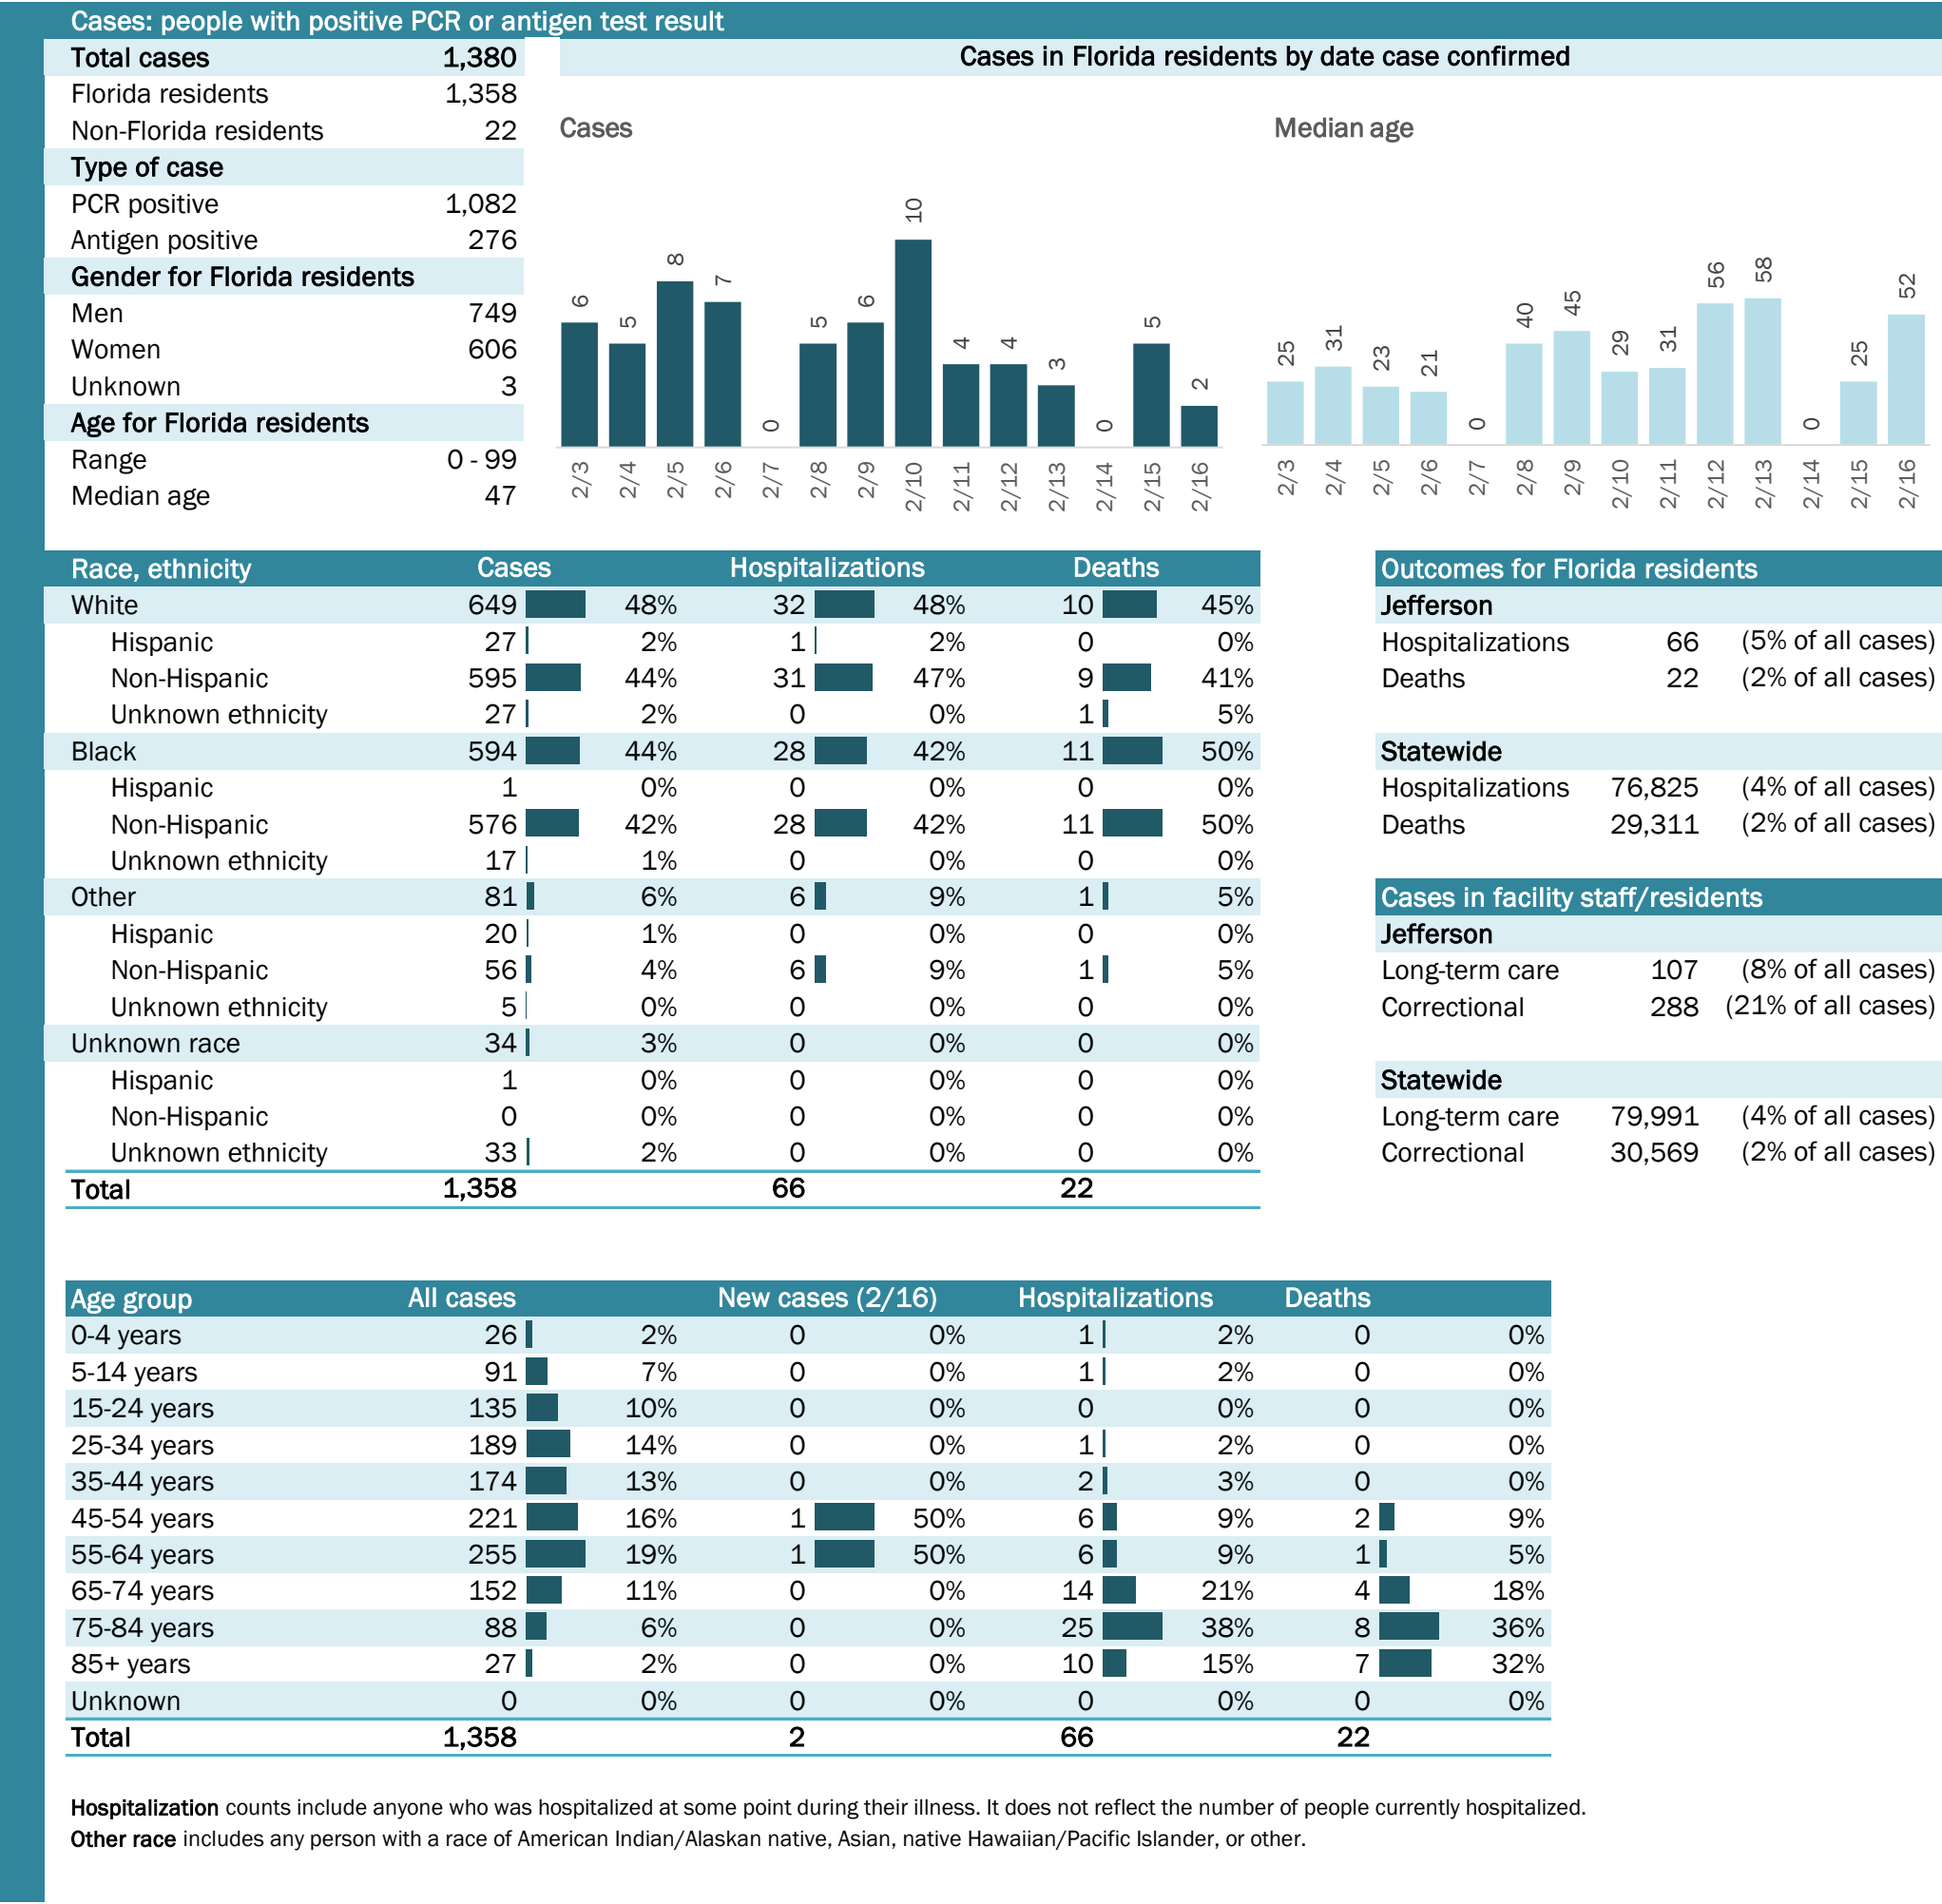 Cases: people with positive PCR or antigen test result
Total cases 1,380
Florida residents 1,358
Non-Florida residents 22
Type of case
PCR positive 1,082
Antigen positive 276
Gender for Florida residents
Men 749
Women 606
Unknown 3
Age for Florida residents
Range 0 - 99
Median age 47
Cases in Florida residents by date case confirmed
Cases
6 5 8 7 0 5 6 10 4 4 3 0 5 2
2/3 2/4 2/5 2/6 2/7 2/8 2/9 2/10 2/11 2/12 2/13 2/14 2/15 2/16
Median age
25 31 23 21 0 40 45 29 31 56 58 0 25 52
2/3 2/4 2/5 2/6 2/7 2/8 2/9 2/10 2/11 2/12 2/13 2/14 2/15 2/16
Race, ethnicity Cases Hospitalizations Deaths
White 649 48% 32 48% 10 45%
Hispanic 27 2% 1 2% 0 0%
Non-Hispanic 595 44% 31 47% 9 41%
Unknown ethnicity 27 2% 0 0% 1 5%
Black 594 44% 28 42% 11 50%
Hispanic 1 0% 0 0% 0 0%
Non-Hispanic 576 42% 28 42% 11 50%
Unknown ethnicity 17 1% 0 0% 0 0%
Other 81 6% 6 9% 1 5%
Hispanic 20 1% 0 0% 0 0%
Non-Hispanic 56 4% 6 9% 1 5%
Unknown ethnicity 5 0% 0 0% 0 0%
Unknown race 34 3% 0 0% 0 0%
Hispanic 1 0% 0 0% 0 0%
Non-Hispanic 0 0% 0 0% 0 0%
Unknown ethnicity 33 2% 0 0% 0 0%
Total 1,358 66 22
Outcomes for Florida residents
Jefferson
Hospitalizations 66 (5% of all cases)
Deaths 22 (2% of all cases)
Statewide
Hospitalizations 76,825 (4% of all cases)
Deaths 29,311 (2% of all cases)
Cases in facility staff/residents
Jefferson
Long-term care 107 (8% of all cases)
Correctional 288 (21% of all cases)
Statewide
Long-term care 79,991 (4% of all cases)
Correctional 30,569 (2% of all cases)
Age group All cases New cases (2/16) Hospitalizations Deaths
0-4 years 26 2% 0 0% 1 2% 0 0%
5-14 years 91 7% 0 0% 1 2% 0 0%
15-24 years 135 10% 0 0% 0 0% 0 0%
25-34 years 189 14% 0 0% 1 2% 0 0%
35-44 years 174 13% 0 0% 2 3% 0 0%
45-54 years 221 16% 1 50% 6 9% 2 9%
55-64 years 255 19% 1 50% 6 9% 1 5%
65-74 years 152 11% 0 0% 14 21% 4 18%
75-84 years 88 6% 0 0% 25 38% 8 36%
85+ years 27 2% 0 0% 10 15% 7 32%
Unknown 0 0% 0 0% 0 0% 0 0%
Total 1,358 2 66 22
Hospitalization counts include anyone who was hospitalized at some point during their illness. It does not reflect the number of people currently hospitalized.
Other race includes any person with a race of American Indian/Alaskan native, Asian, native Hawaiian/Pacific Islander, or other.